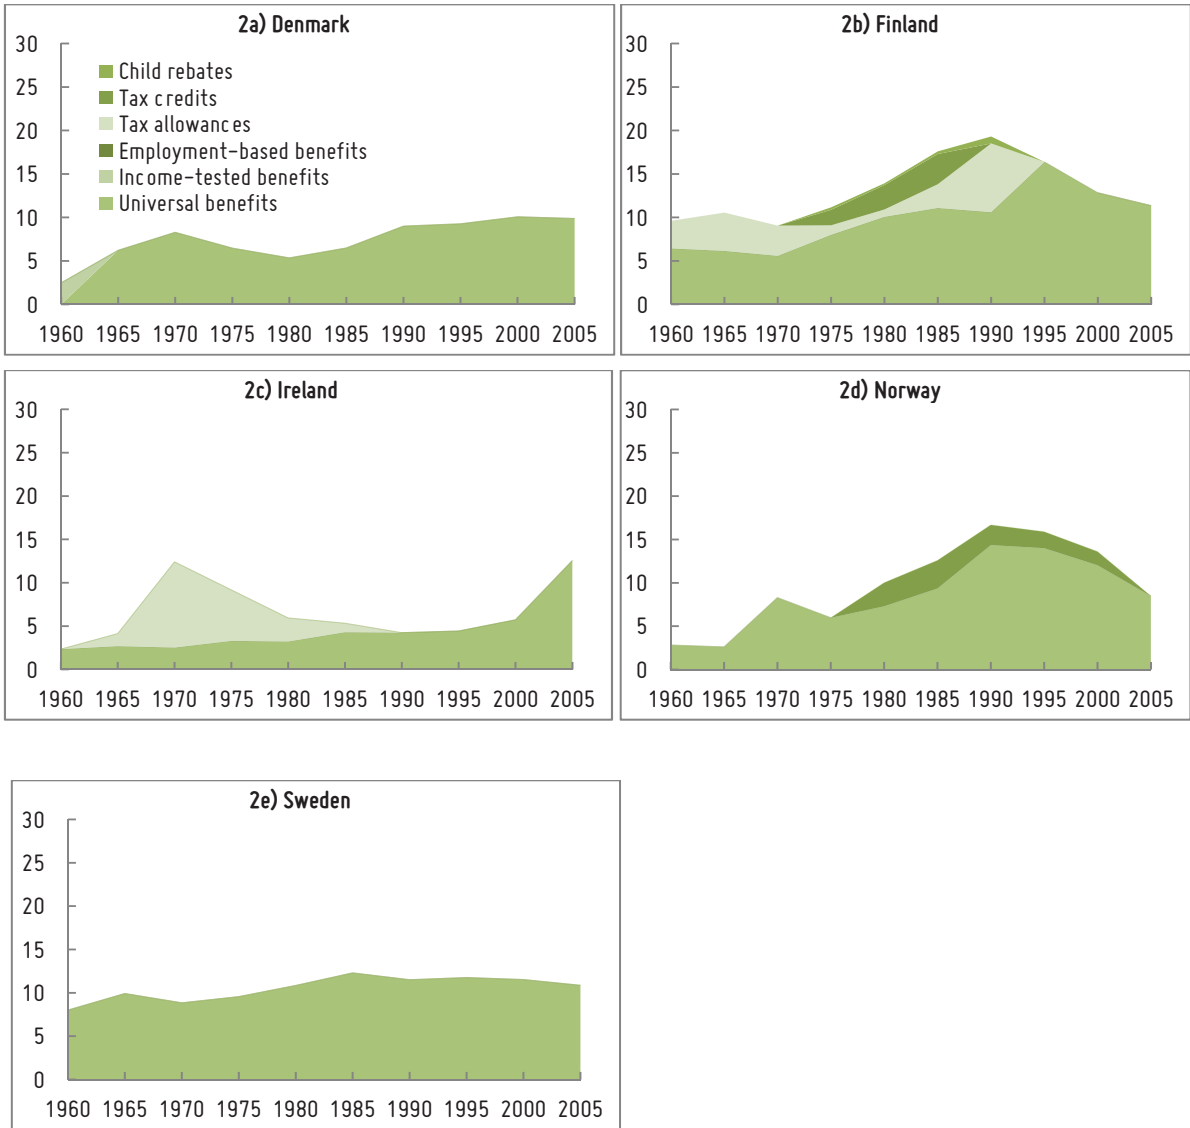 2a) Denmark
30
25
20
15
10
5
0
Child rebates
Tax credits
Tax allowances
Employment-based benefits
Income-tested benefits
Universal benefits
1960 1965 1970 1975 1980 1985 1990 1995 2000 2005
2b) Finland
30
25
20
15
10
5
0
1960 1965 1970 1975 1980 1985 1990 1995 2000 2005
2c) Ireland
30
25
20
15
10
5
0
1960 1965 1970 1975 1980 1985 1990 1995 2000 2005
2d) Norway
30
25
20
15
10
5
0
1960 1965 1970 1975 1980 1985 1990 1995 2000 2005
2e) Sweden
30
25
20
15
10
5
0
1960 1965 1970 1975 1980 1985 1990 1995 2000 2005